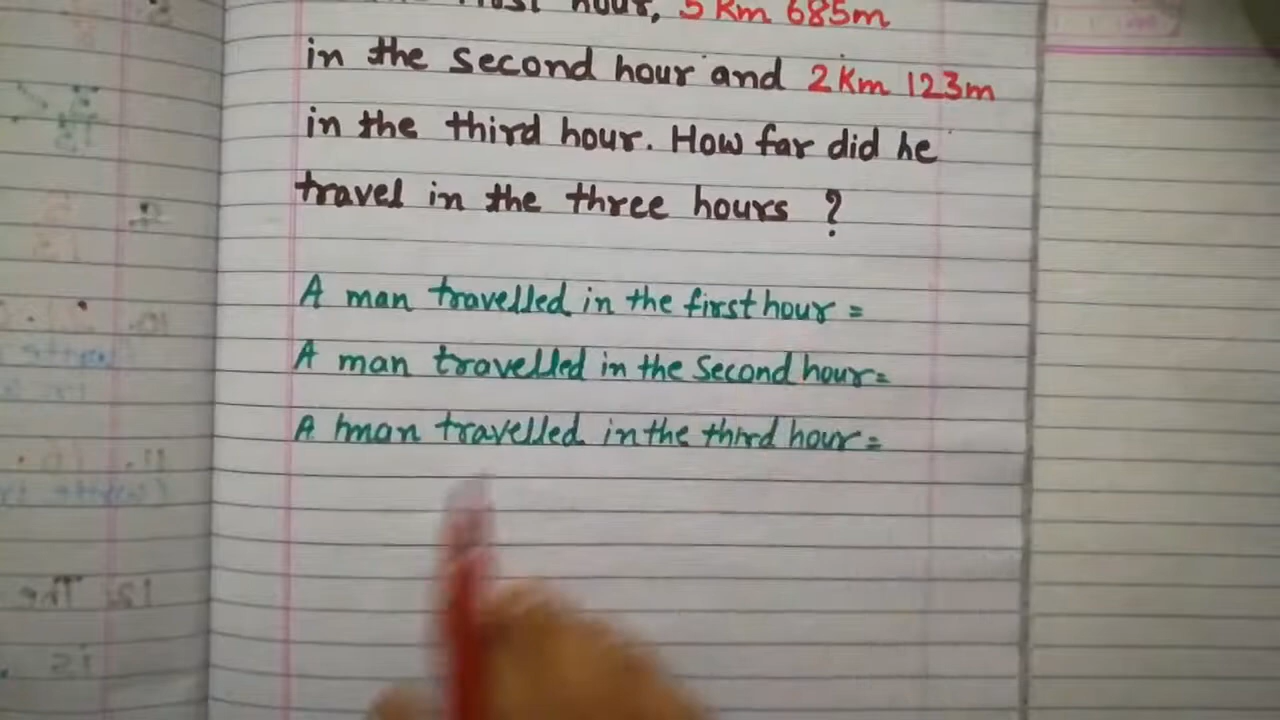 hour, 5 Km 685m
in the second hour and 2 Km 123m
in the third hour. How far did he
travel in the three hours ?
A man travelled in the first hour =
A man travelled in the Second hour=
A man travelled in the third hour =